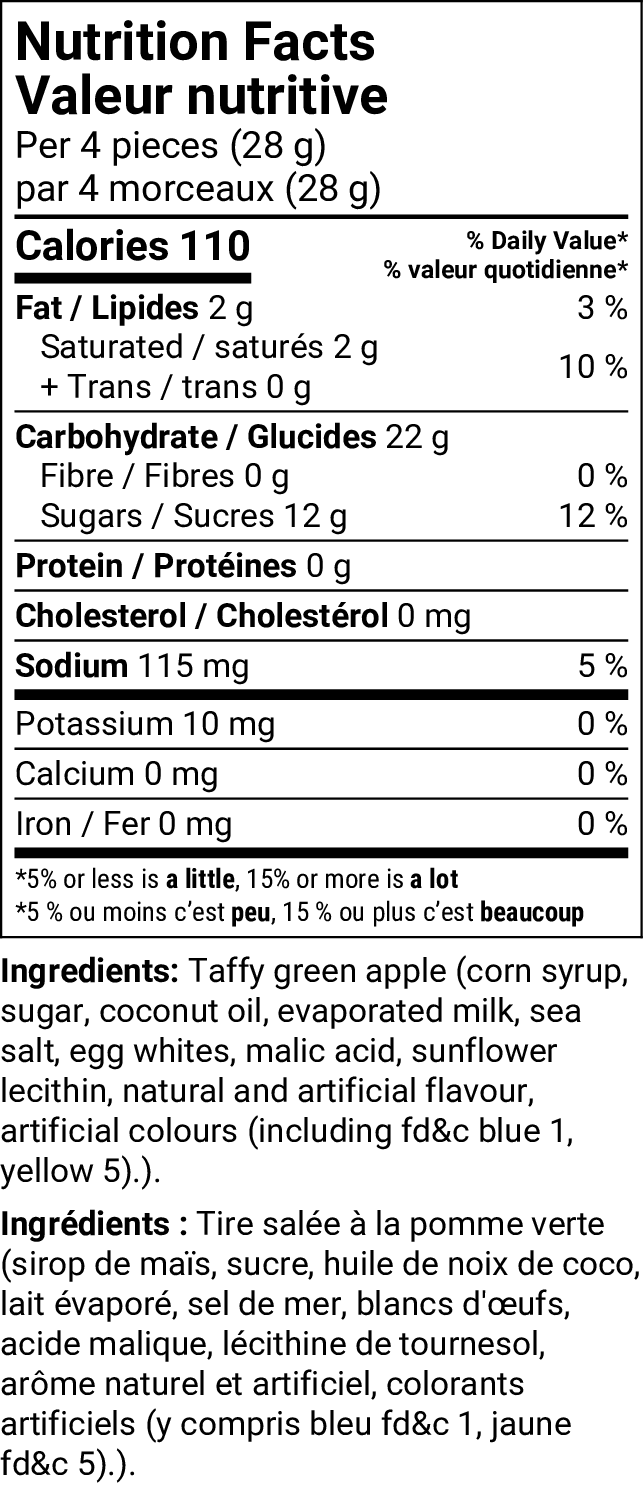 Nutrition Facts
Valeur nutritive
Per 4 pieces (28 g)
par 4 morceaux (28 g)
Calories 110
% Daily Value*
% valeur quotidienne*
Fat / Lipides 2 g 3 %
Saturated / saturés 2 g
+ Trans / trans 0 g
10 %
Carbohydrate / Glucides 22 g
Fibre / Fibres 0 g 0 %
Sugars / Sucres 12 g 12 %
Protein / Protéines 0 g
Cholesterol / Cholestérol 0 mg
Sodium 115 mg 5 %
Potassium 10 mg 0 %
Calcium 0 mg 0 %
Iron / Fer 0 mg 0 %
*5% or less is a little, 15% or more is a lot
*5 % ou moins c’est peu, 15 % ou plus c’est beaucoup
Ingredients: Taffy green apple (corn syrup,
sugar, coconut oil, evaporated milk, sea
salt, egg whites, malic acid, sunflower
lecithin, natural and artificial flavour,
artificial colours (including fd&c blue 1,
yellow 5).).
Ingrédients : Tire salée à la pomme verte
(sirop de maïs, sucre, huile de noix de coco,
lait évaporé, sel de mer, blancs d'œufs,
acide malique, lécithine de tournesol,
arôme naturel et artificiel, colorants
artificiels (y compris bleu fd&c 1, jaune
fd&c 5).).